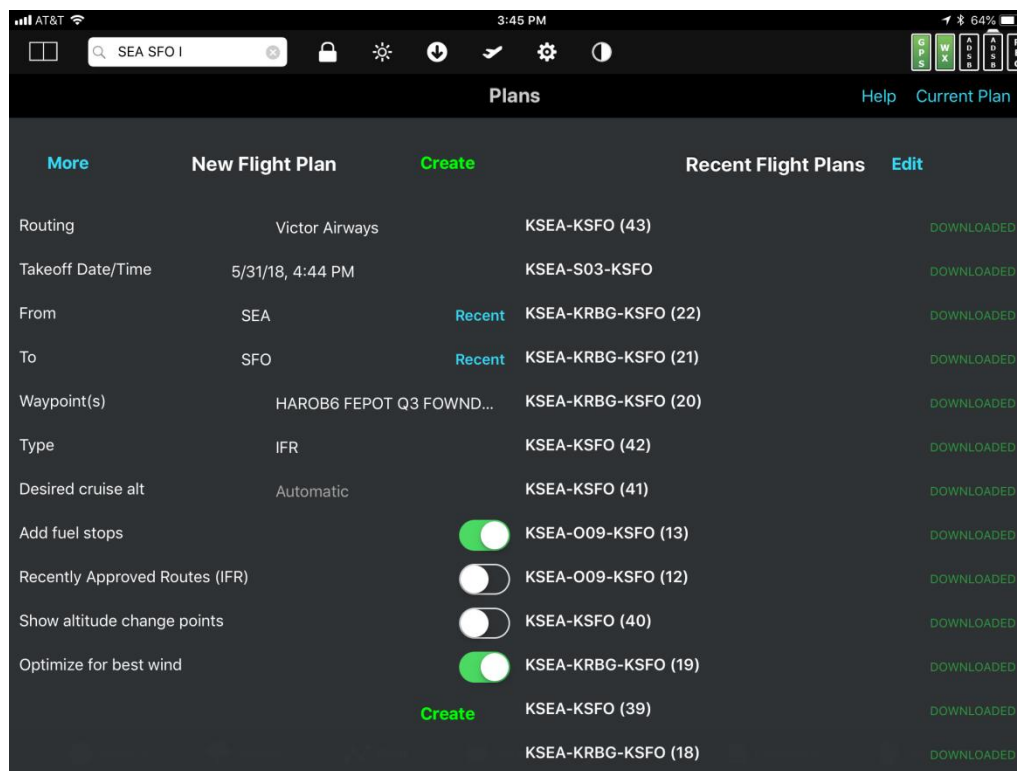 AT&T 3:45 PM 64%
SEA SFO I GPS WX ADSB ADSB
Plans Help Current Plan
More New Flight Plan Create Recent Flight Plans Edit
Routing Victor Airways KSEA-KSFO (43) DOWNLOADED
Takeoff Date/Time 5/31/18, 4:44 PM KSEA-S03-KSFO DOWNLOADED
From SEA Recent KSEA-KRBG-KSFO (22) DOWNLOADED
To SFO Recent KSEA-KRBG-KSFO (21) DOWNLOADED
Waypoint(s) HAROB6 FEPOT Q3 FOWND... KSEA-KRBG-KSFO (20) DOWNLOADED
Type IFR KSEA-KSFO (42) DOWNLOADED
Desired cruise alt Automatic KSEA-KSFO (41) DOWNLOADED
Add fuel stops KSEA-O09-KSFO (13) DOWNLOADED
Recently Approved Routes (IFR) KSEA-O09-KSFO (12) DOWNLOADED
Show altitude change points KSEA-KSFO (40) DOWNLOADED
Optimize for best wind KSEA-KRBG-KSFO (19) DOWNLOADED
Create KSEA-KSFO (39) DOWNLOADED
KSEA-KRBG-KSFO (18) DOWNLOADED